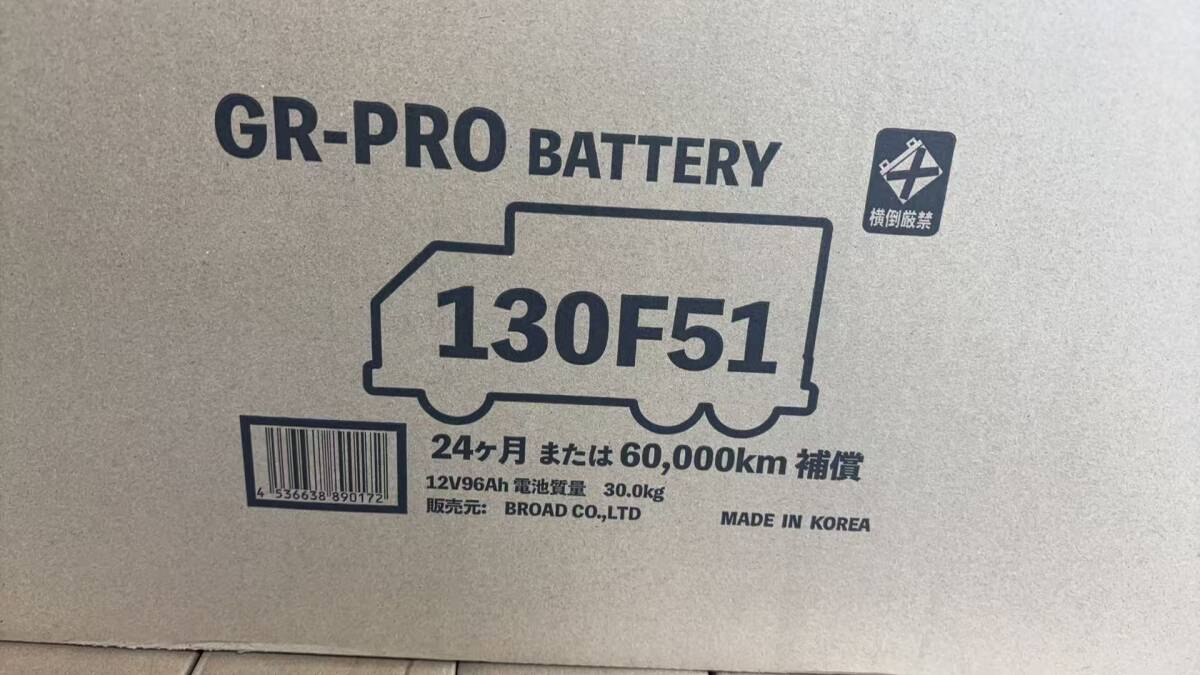 GR-PRO BATTERY
横倒厳禁
130F51
24ヶ月 または 60,000km 補償
12V96Ah 電池質量 30.0kg
販売元: BROAD CO.,LTD
MADE IN KOREA
4 536638 890172